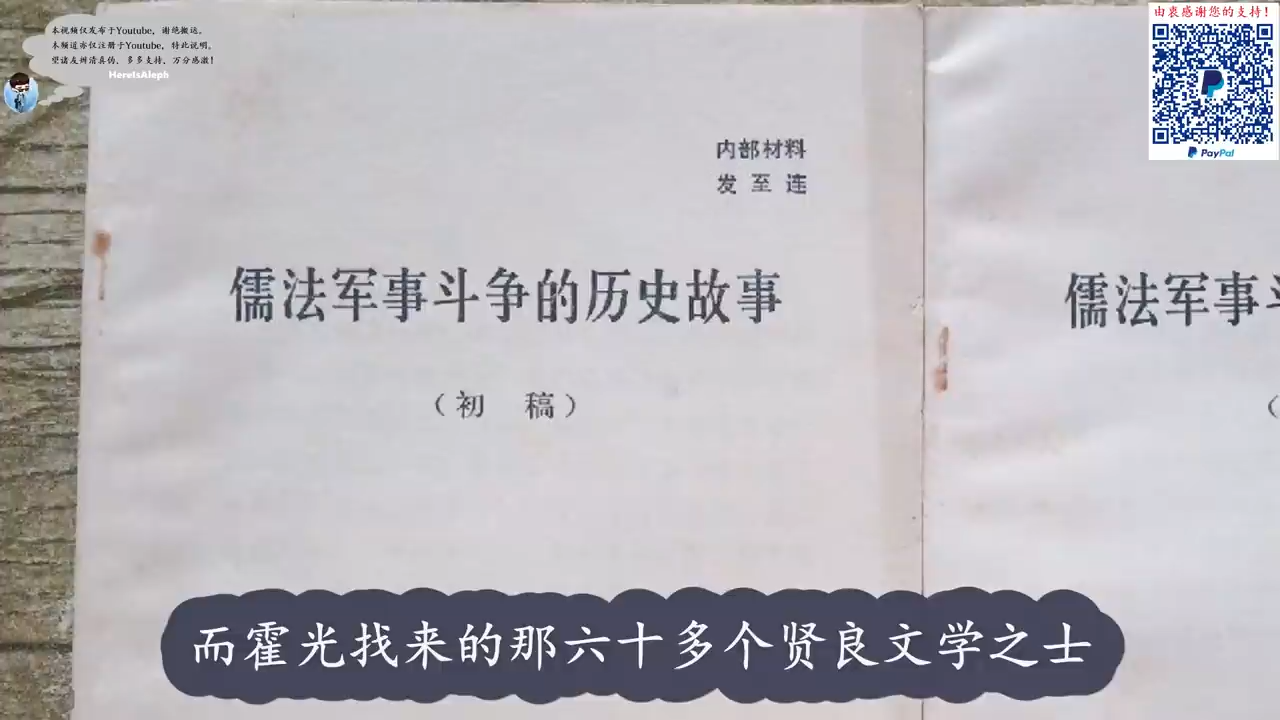 本视频仅发布于Youtube，谢绝搬运。
本频道亦仅注册于Youtube，特此说明。
望诸友辨清真伪，多多支持，万分感激！
HereIsAleph
由衷感谢您的支持！
PayPal
内部材料
发至连
儒法军事斗争的历史故事
（初 稿）
儒法军事
（
而霍光找来的那六十多个贤良文学之士